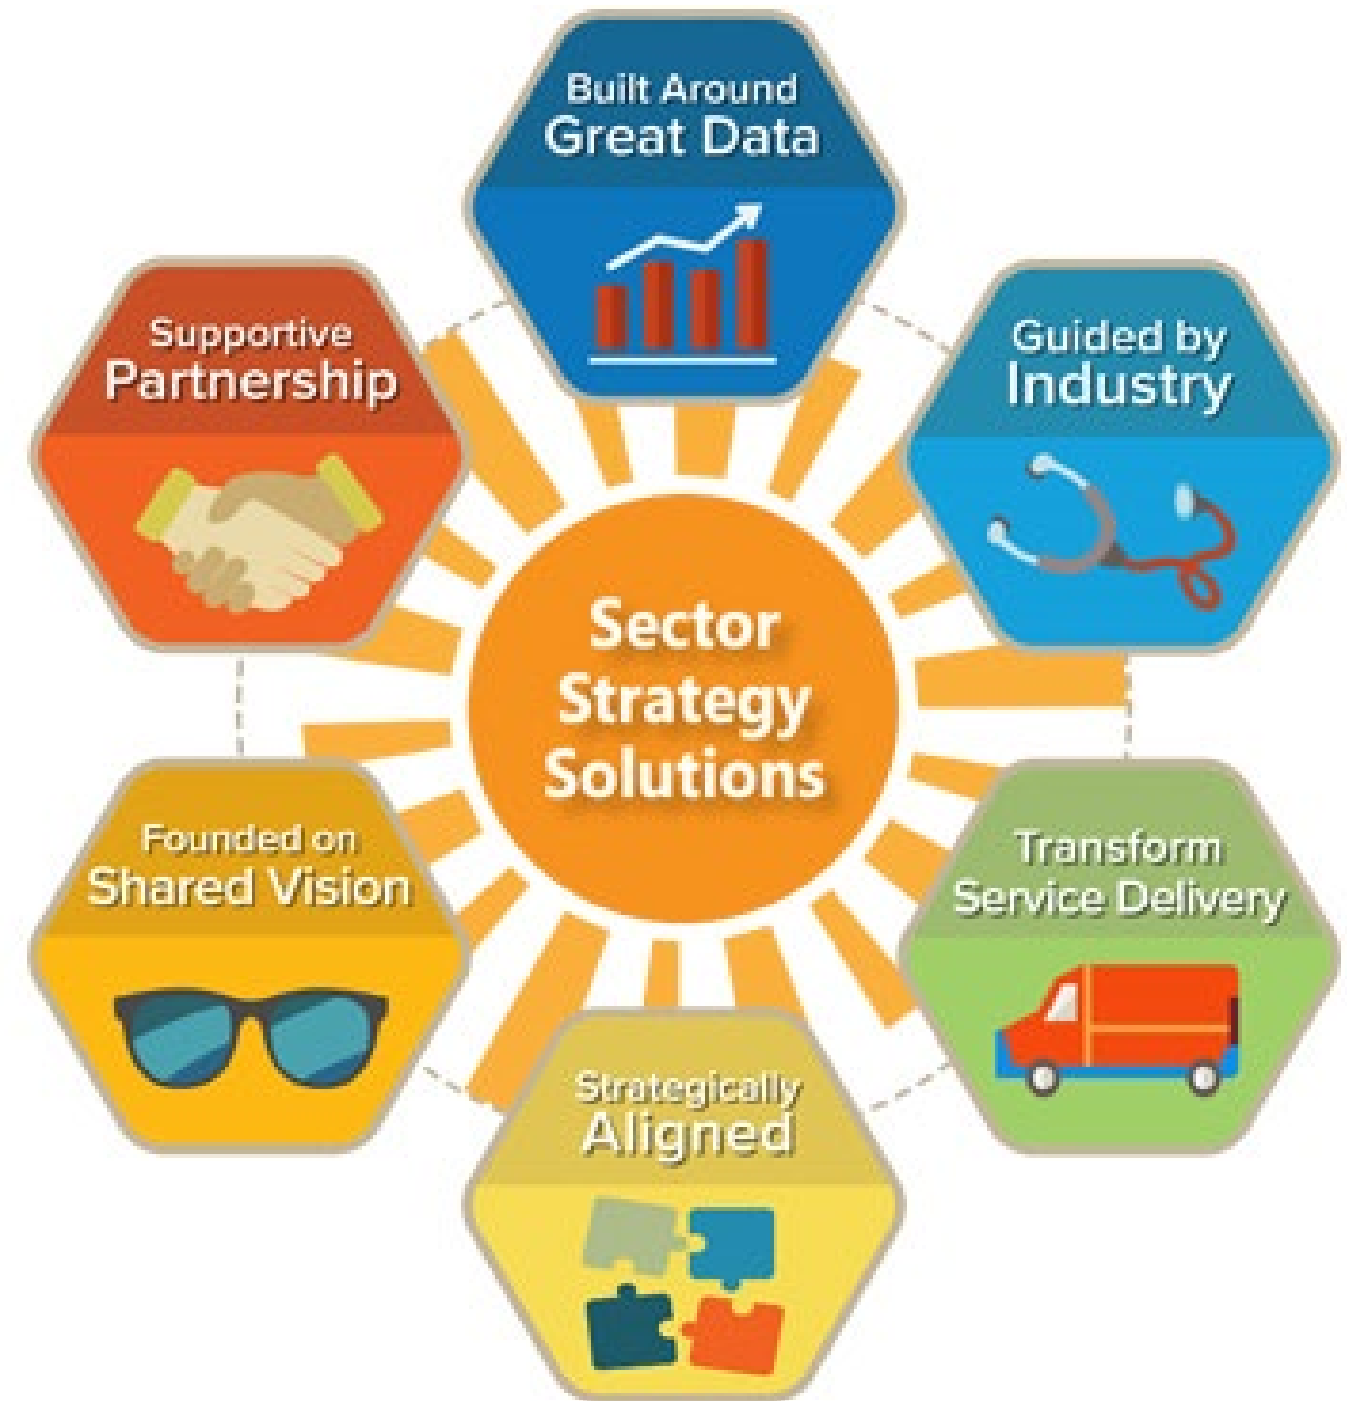 Built Around
Great Data
Guided by
Industry
Transform
Service Delivery
Strategically
Aligned
Founded on
Shared Vision
Supportive
Partnership
Sector
Strategy
Solutions